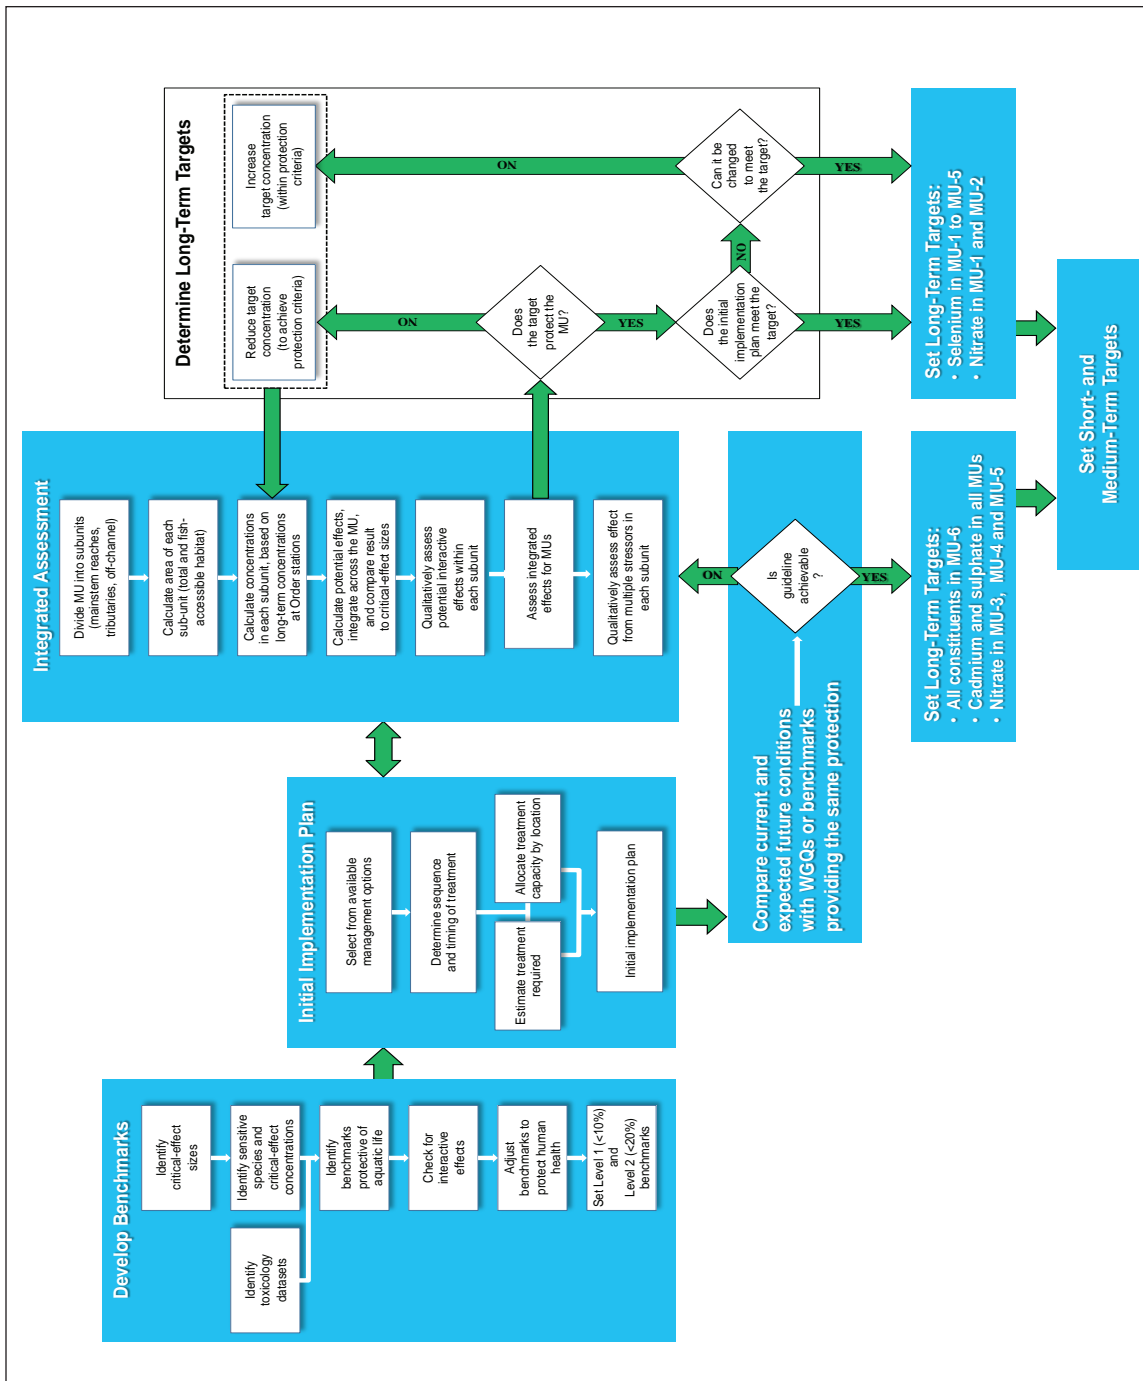 Develop Benchmarks
Identify
critical-effect
sizes
Identify
toxicology
datasets
Identify sensitive
species and
critical-effect
concentrations
Identify
benchmarks
protective of
aquatic life
Check for
interactive
effects
Adjust
benchmarks to
protect human
health
Set Level 1 (<10%)
and
Level 2 (<20%)
benchmarks
Initial Implementation Plan
Select from available
management options
Determine sequence
and timing of treatment
Estimate treatment
required
Allocate treatment
capacity by location
Initial implementation plan
Integrated Assessment
Divide MU into subunits
(mainstem reaches,
tributaries, off-channel)
Calculate area of each
sub-unit (total and fish-
accessible habitat)
Calculate concentrations
in each subunit, based on
long-term concentrations
at Order stations
Calculate potential effects,
integrate across the MU,
and compare result
to critical-effect sizes
Qualitatively assess
potential interactive
effects within
each subunit
Assess integrated
effects for MUs
Qualitatively assess effect
from multiple stressors in
each subunit
Determine Long-Term Targets
Reduce target
concentration
(to achieve
protection criteria)
Increase
target concentration
(within protection
criteria)
NO
NO
Does
the target
protect the
MU?
YES
Does
the initial
implementation
plan meet the
target?
NO
Can it be
changed
to meet
the target?
YES
YES
Compare current and
expected future conditions
with WGQs or benchmarks
providing the same protection
Is
guideline
achievable
?
NO
YES
Set Long-Term Targets:
• All constituents in MU-6
• Cadmium and sulphate in all MUs
• Nitrate in MU-3, MU-4 and MU-5
Set Long-Term Targets:
• Selenium in MU-1 to MU-5
• Nitrate in MU-1 and MU-2
Set Short- and
Medium-Term Targets